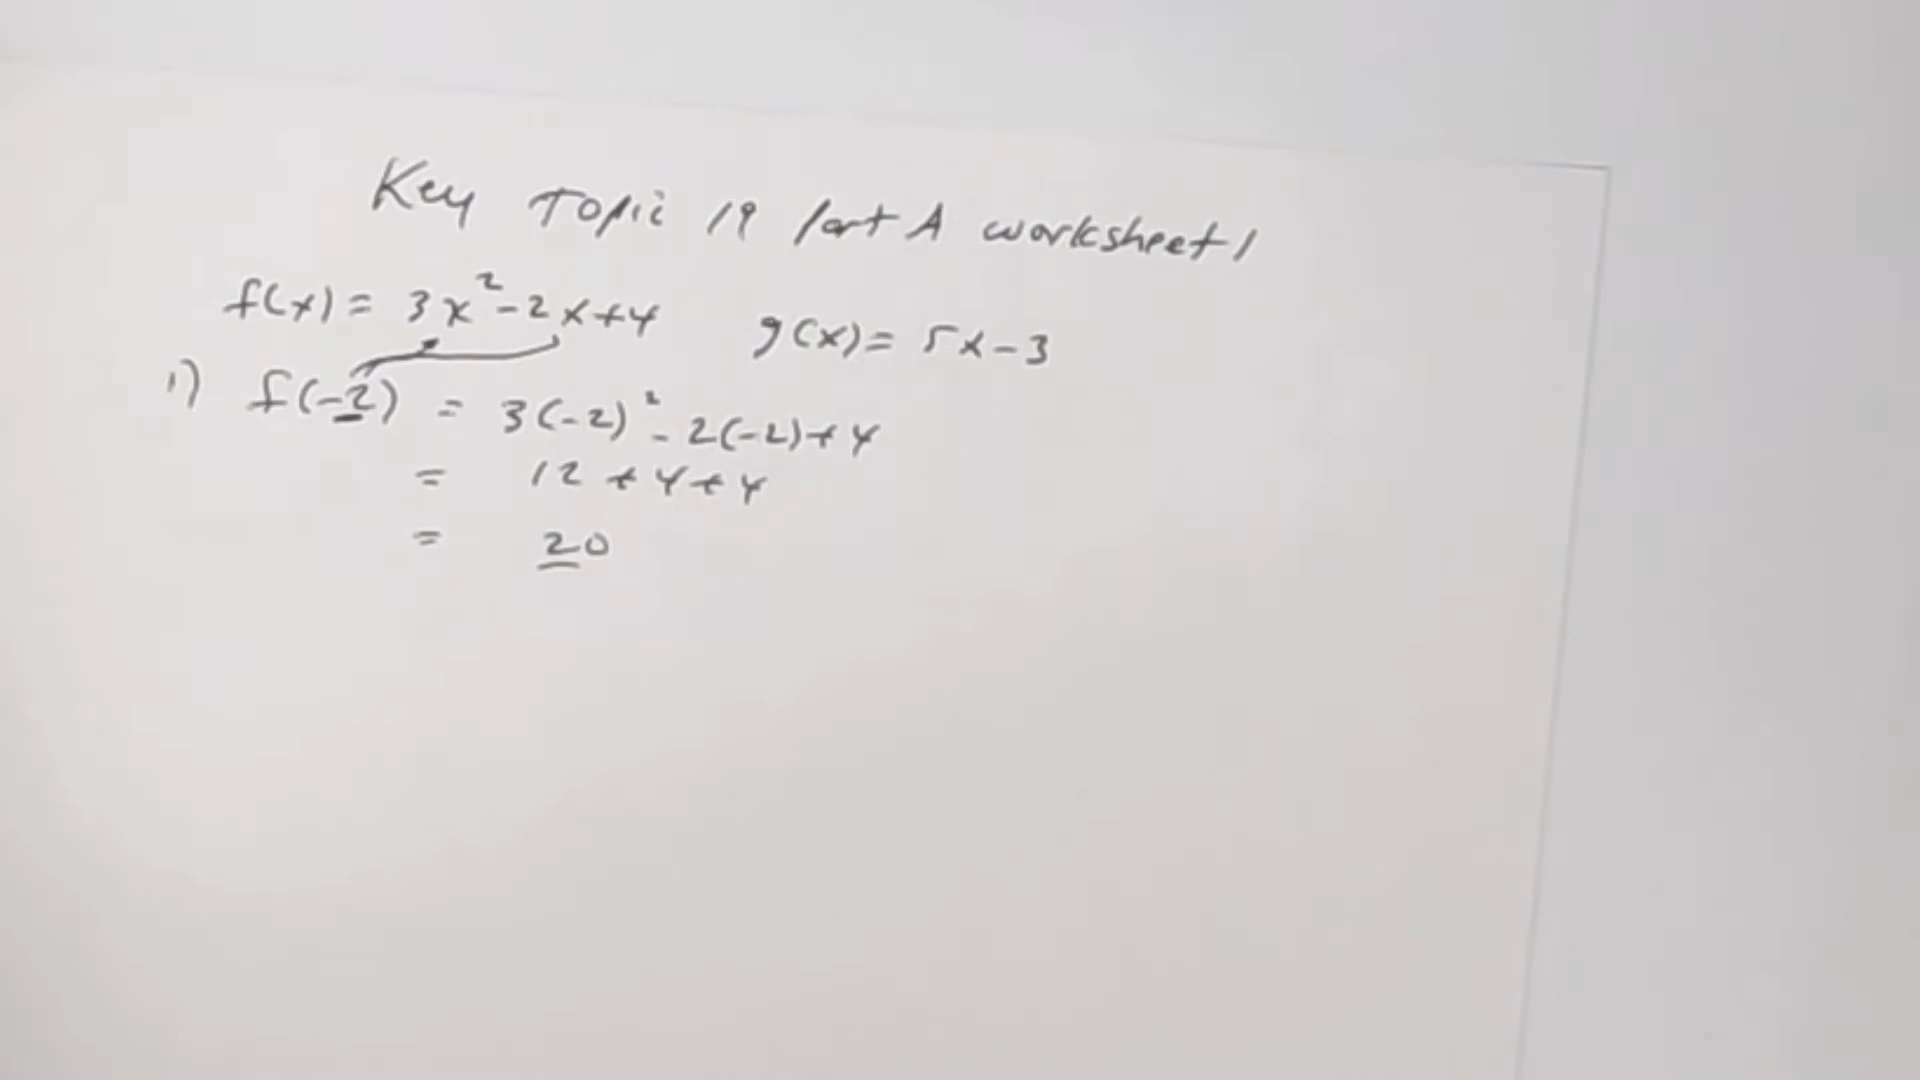 Key Topic 19 Part A worksheet 1
f(x) = 3x² - 2x + 4 g(x) = 5x - 3
1) f(-2) = 3(-2)² - 2(-2) + 4
= 12 + 4 + 4
= 20